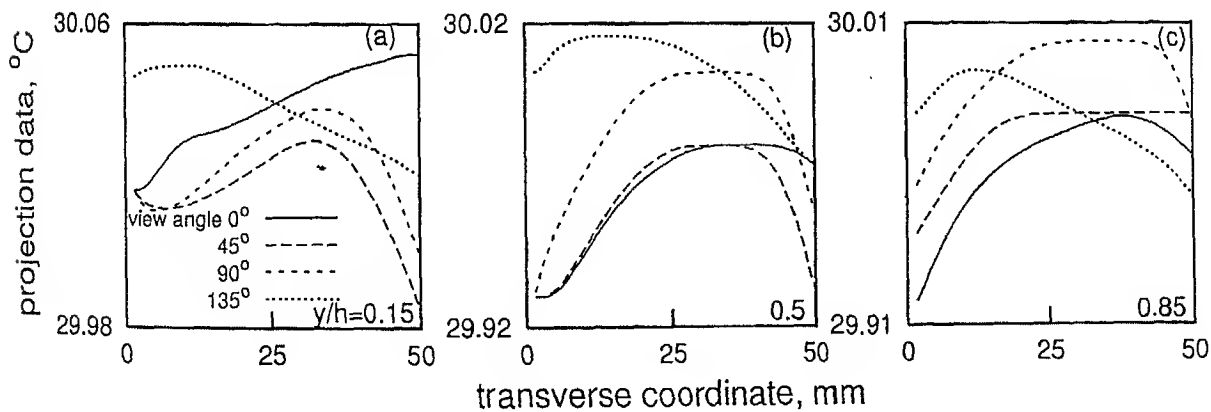 30.06
30.02
30.01
(a)
(b)
(c)
projection data, °C
view angle 0°
45°
90°
135°
y/h=0.15
0.5
0.85
29.98
29.92
29.91
0
25
50
0
25
50
0
25
50
transverse coordinate, mm